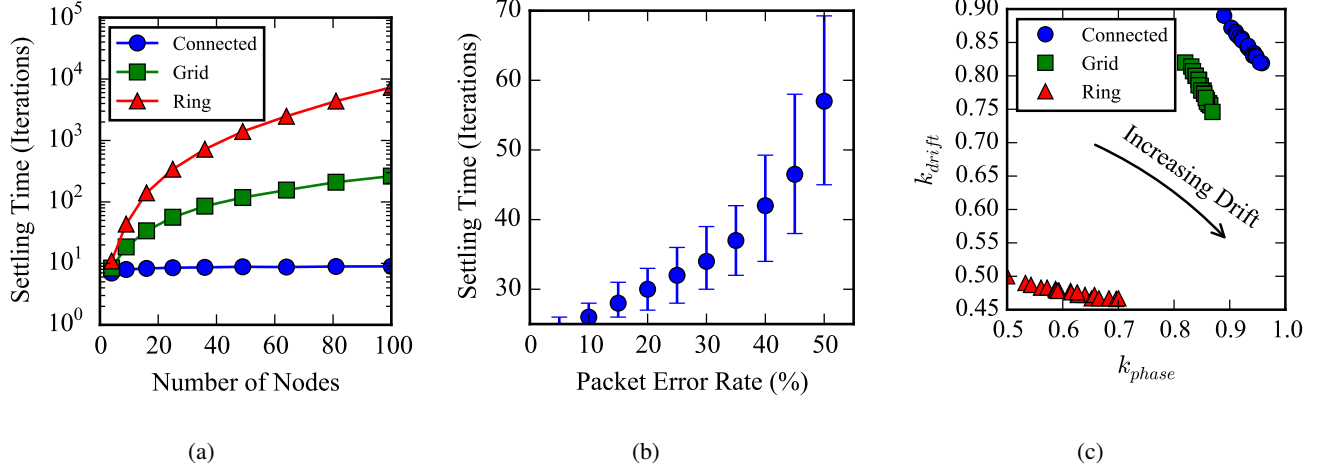 10^5
10^4
10^3
10^2
10^1
10^0
Settling Time (Iterations)
Connected
Grid
Ring
0 20 40 60 80 100
Number of Nodes
(a)
70
60
50
40
30
Settling Time (Iterations)
0 10 20 30 40 50
Packet Error Rate (%)
(b)
0.90
0.85
0.80
0.75
0.70
0.65
0.60
0.55
0.50
0.45
k_{drift}
Connected
Grid
Ring
Increasing Drift
0.5 0.6 0.7 0.8 0.9 1.0
k_{phase}
(c)